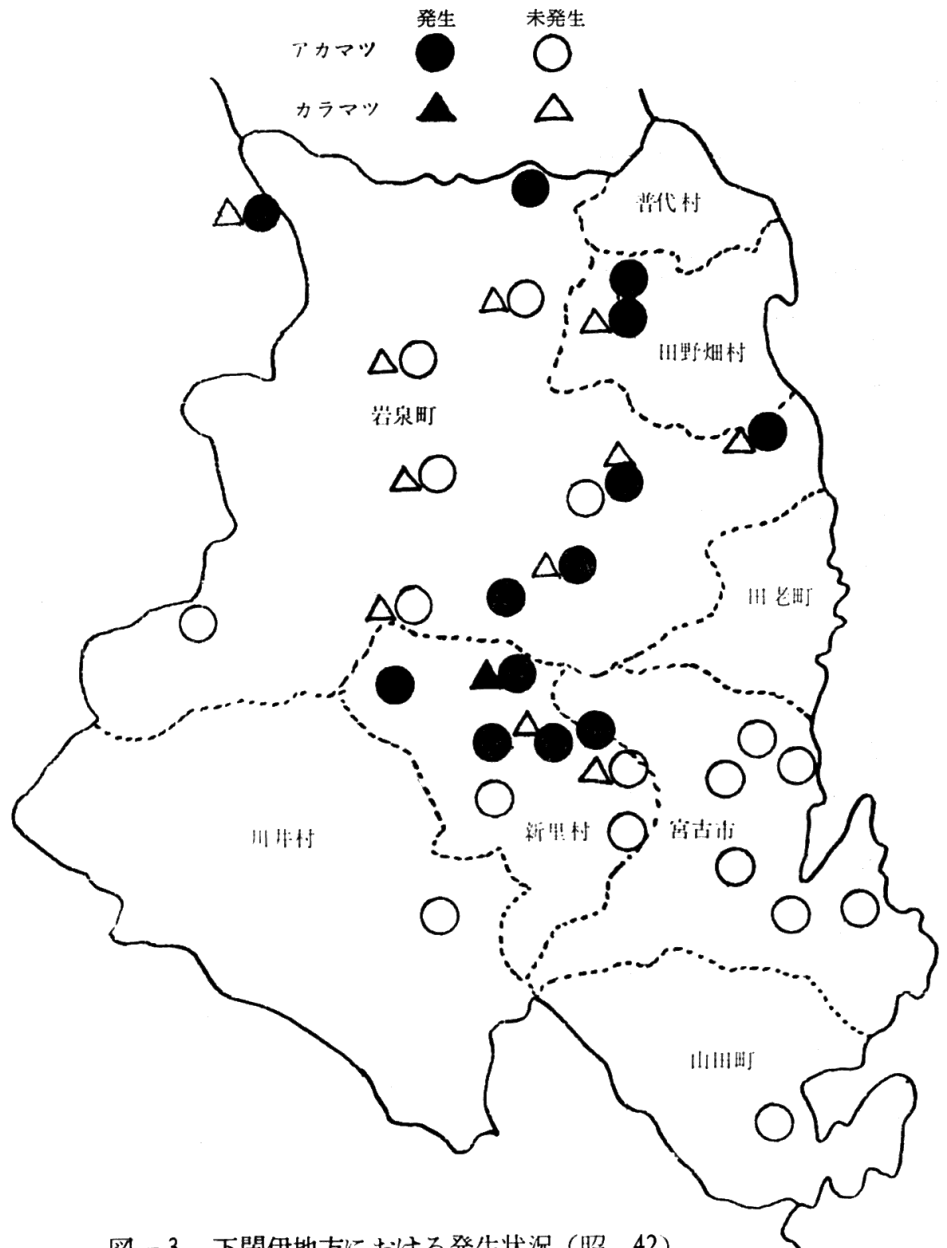 発生 未発生
アカマツ
カラマツ
普代村
田野畑村
岩泉町
田老町
川井村
新里村
宮古市
山田町
図-3 下閉伊地方における発生状況(昭.42)